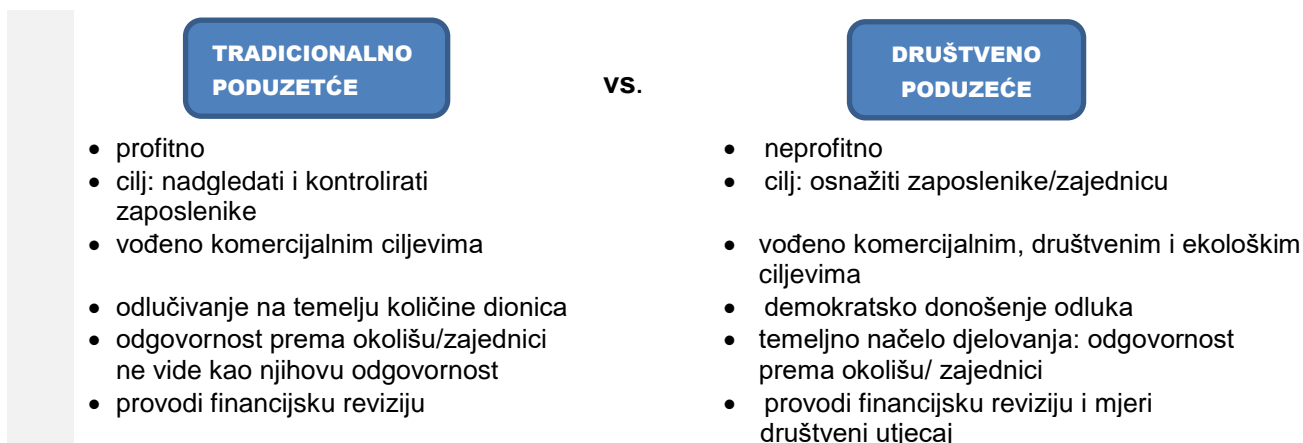 TRADICIONALNO
PODUZETĆE
vs.
DRUŠTVENO
PODUZEĆE
• profitno
• cilj: nadgledati i kontrolirati
zaposlenike
• vođeno komercijalnim ciljevima
• odlučivanje na temelju količine dionica
• odgovornost prema okolišu/zajednici
ne vide kao njihovu odgovornost
• provodi financijsku reviziju
• neprofitno
• cilj: osnažiti zaposlenike/zajednicu
• vođeno komercijalnim, društvenim i ekološkim
ciljevima
• demokratsko donošenje odluka
• temeljno načelo djelovanja: odgovornost
prema okolišu/ zajednici
• provodi financijsku reviziju i mjeri
društveni utjecaj